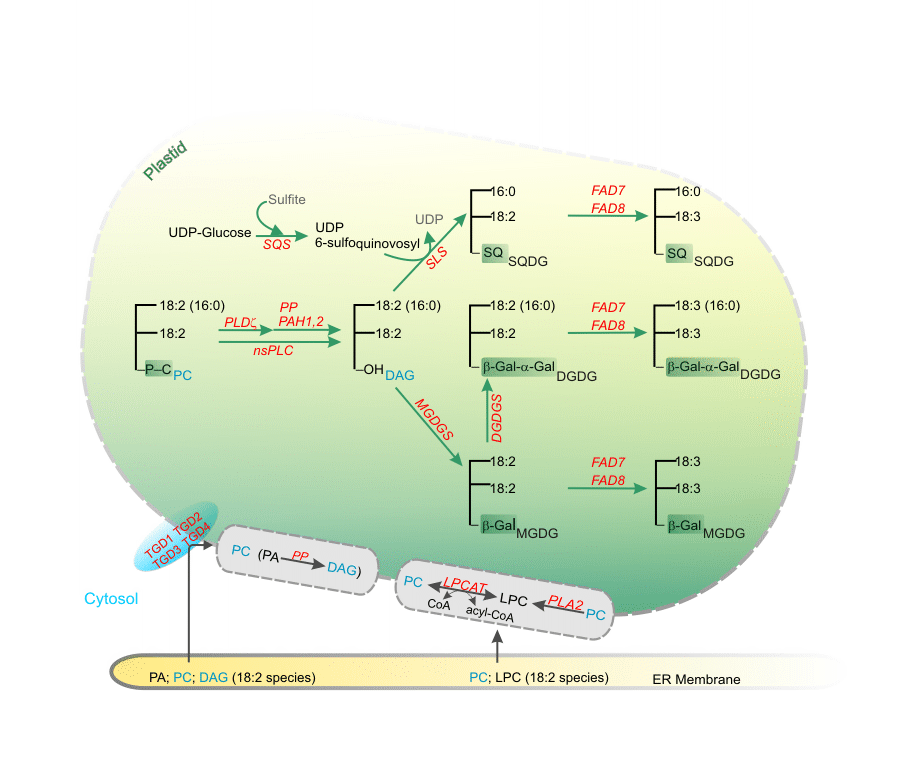 Plastid
Sulfite
UDP-Glucose
SQS
UDP
6-sulfoquinovosyl
UDP
SLS
16:0
18:2
SQ SQDG
FAD7
FAD8
16:0
18:3
SQ SQDG
18:2 (16:0)
18:2
P–C PC
PLDζ
PP
PAH1,2
nsPLC
18:2 (16:0)
18:2
–OH DAG
18:2 (16:0)
18:2
β-Gal-α-Gal DGDG
FAD7
FAD8
18:3 (16:0)
18:3
β-Gal-α-Gal DGDG
MGDGS
DGDGS
18:2
18:2
β-Gal MGDG
FAD7
FAD8
18:3
18:3
β-Gal MGDG
TGD1 TGD2
TGD3 TGD4
PC (PA PP DAG)
PC LPCAT LPC PLA2 PC
CoA acyl-CoA
Cytosol
PA; PC; DAG (18:2 species)
PC; LPC (18:2 species)
ER Membrane